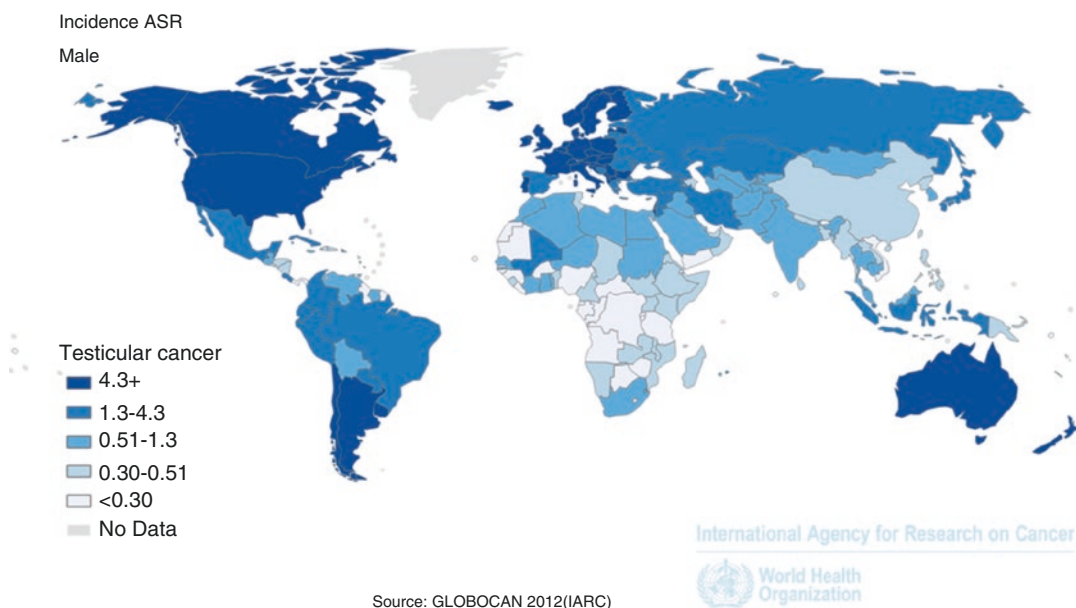 Incidence ASR
Male
Testicular cancer
4.3+
1.3-4.3
0.51-1.3
0.30-0.51
<0.30
No Data
International Agency for Research on Cancer
World Health
Organization
Source: GLOBOCAN 2012(IARC)